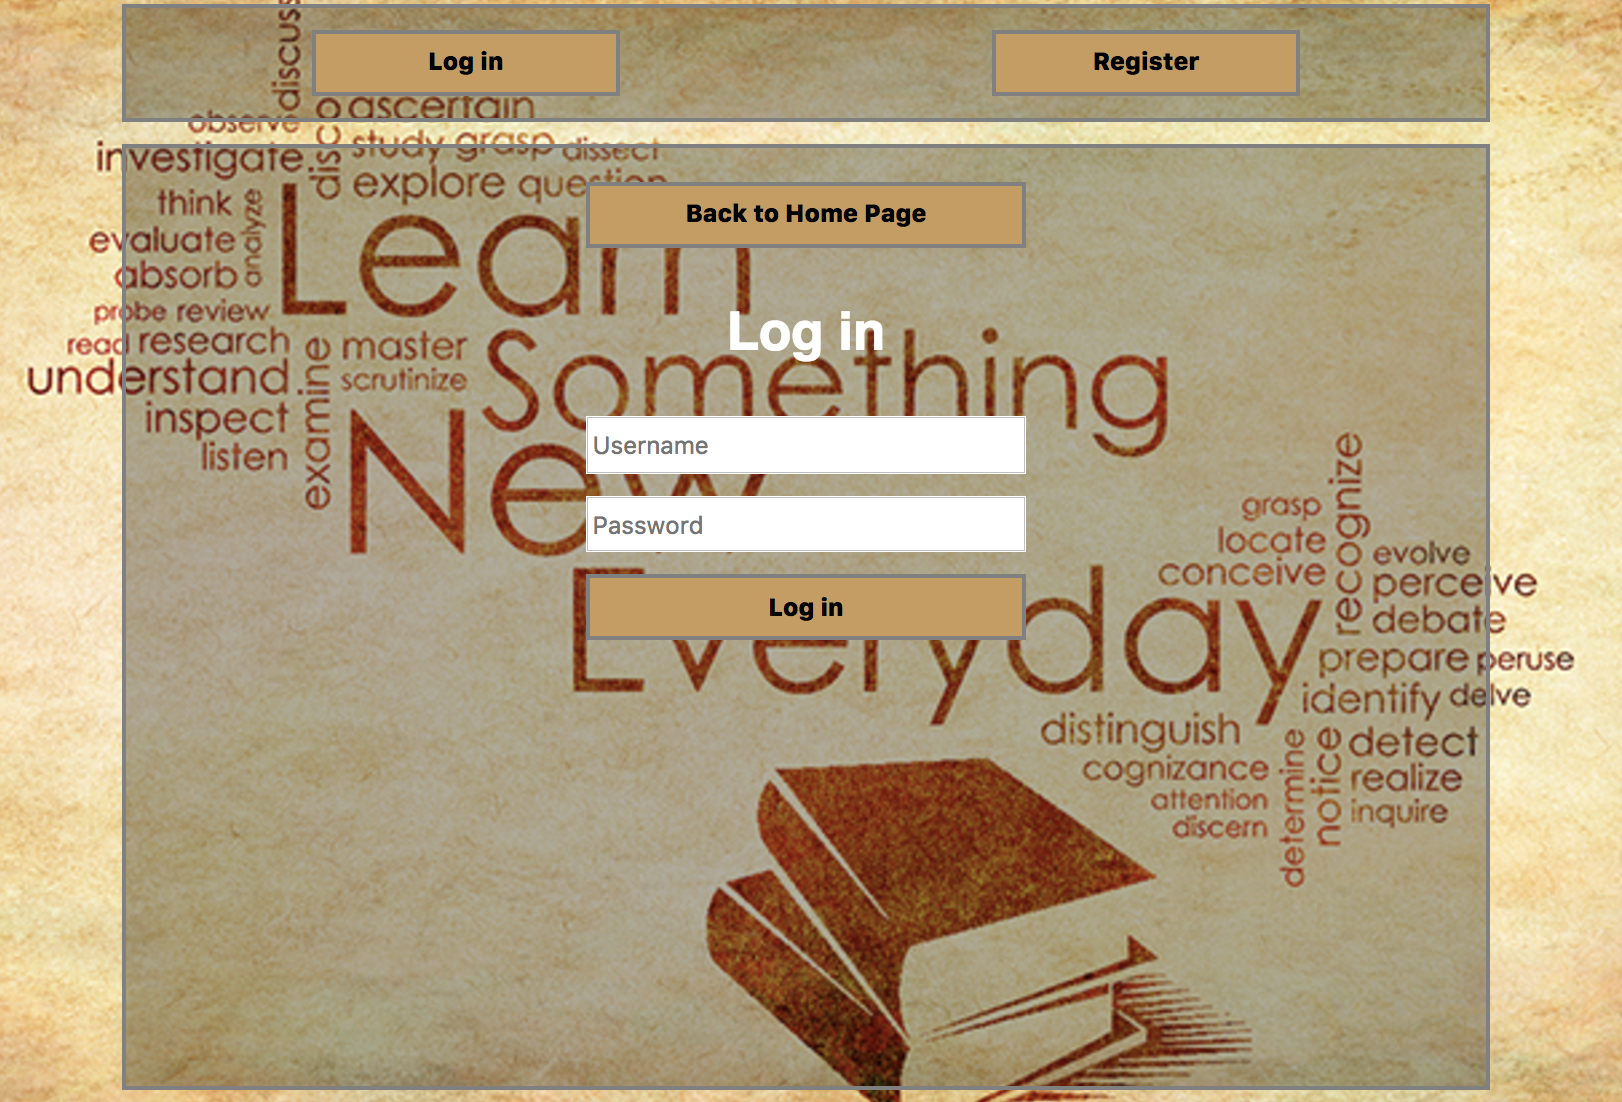 Log in
Register
discuss
observe
disco
ascertain
investigate
study grasp dissect
explore question
think
analyze
Back to Home Page
evaluate
absorb
Learn
probe review
Log in
read research
master
Something
understand
scrutinize
examine
inspect
listen
Username
New
Password
recognize
grasp
locate
evolve
conceive
perceive
Log in
debate
Everyday
prepare peruse
identify delve
distinguish
detect
cognizance
determine
notice
realize
attention
inquire
discern